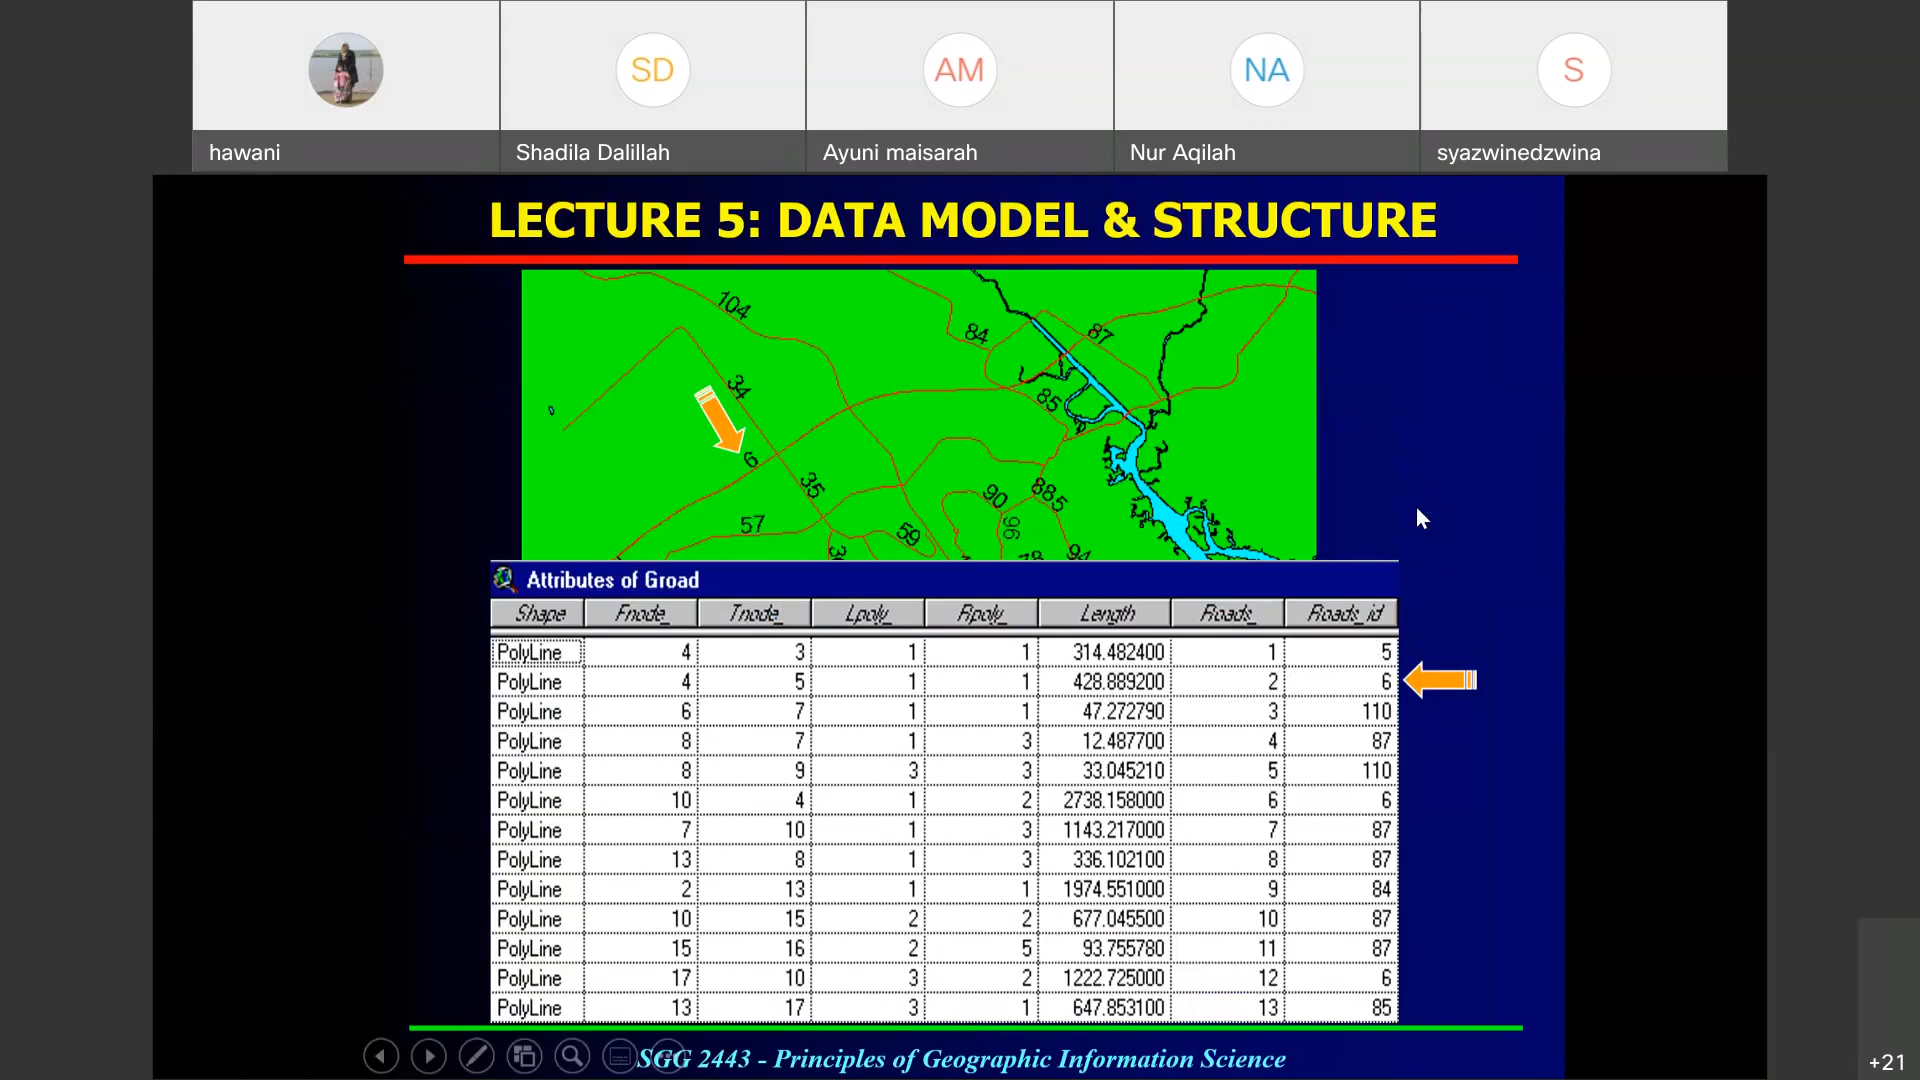 SD
AM
NA
S
hawani
Shadila Dalillah
Ayuni maisarah
Nur Aqilah
syazwinedzwina
LECTURE 5: DATA MODEL & STRUCTURE
104
84
87
34
85
6
35
90
885
57
59
96
94
Attributes of Groad
Shape Fnode_ Tnode_ Lpoly_ Rpoly_ Length Roads_ Roads_id
PolyLine 4 3 1 1 314.482400 1 5
PolyLine 4 5 1 1 428.889200 2 6
PolyLine 6 7 1 1 47.272790 3 110
PolyLine 8 7 1 3 12.487700 4 87
PolyLine 8 9 3 3 33.045210 5 110
PolyLine 10 4 1 2 2738.158000 6 6
PolyLine 7 10 1 3 1143.217000 7 87
PolyLine 13 8 1 3 336.102100 8 87
PolyLine 2 13 1 1 1974.551000 9 84
PolyLine 10 15 2 2 677.045500 10 87
PolyLine 15 16 2 5 93.755780 11 87
PolyLine 17 10 3 2 1222.725000 12 6
PolyLine 13 17 3 1 647.853100 13 85
SGG 2443 - Principles of Geographic Information Science
+21